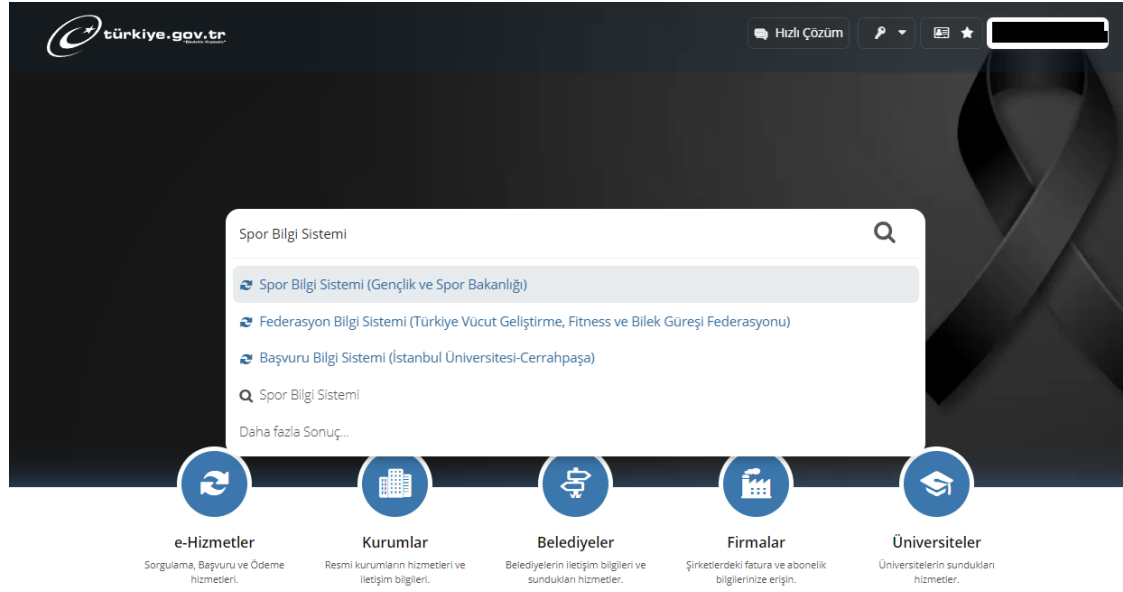 türkiye.gov.tr
Hızlı Çözüm
Spor Bilgi Sistemi
Spor Bilgi Sistemi (Gençlik ve Spor Bakanlığı)
Federasyon Bilgi Sistemi (Türkiye Vücut Geliştirme, Fitness ve Bilek Güreşi Federasyonu)
Başvuru Bilgi Sistemi (İstanbul Üniversitesi-Cerrahpaşa)
Spor Bilgi Sistemi
Daha fazla Sonuç...
e-Hizmetler
Sorgulama, Başvuru ve Ödeme
hizmetleri.
Kurumlar
Resmi kurumların hizmetleri ve
iletişim bilgileri.
Belediyeler
Belediyelerin iletişim bilgileri ve
sundukları hizmetler.
Firmalar
Şirketlerdeki fatura ve abonelik
bilgilerinize erişin.
Üniversiteler
Üniversitelerin sundukları
hizmetler.